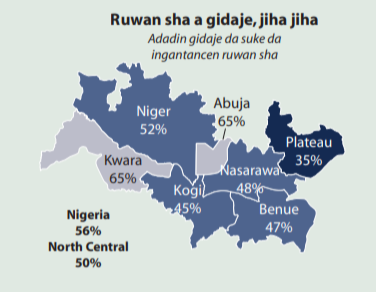 Ruwan sha a gidaje, jiha jiha
Adadin gidaje da suke da
ingantancen ruwan sha
Niger
52%
Abuja
65%
Plateau
35%
Kwara
65%
Nasarawa
48%
Kogi
45%
Benue
47%
Nigeria
56%
North Central
50%